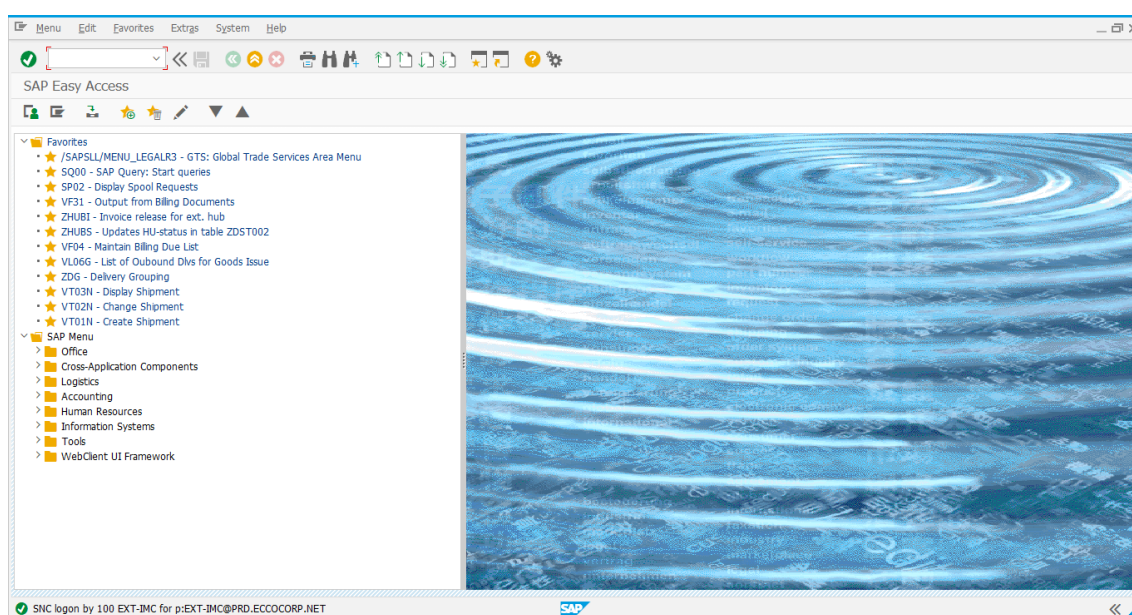 Menu Edit Favorites Extras System Help
SAP Easy Access
Favorites
/SAPSLL/MENU_LEGALR3 - GTS: Global Trade Services Area Menu
SQ00 - SAP Query: Start queries
SP02 - Display Spool Requests
VF31 - Output from Billing Documents
ZHUBI - Invoice release for ext. hub
ZHUBS - Updates HU-status in table ZDST002
VF04 - Maintain Billing Due List
VL06G - List of Oubound Dlvs for Goods Issue
ZDG - Delivery Grouping
VT03N - Display Shipment
VT02N - Change Shipment
VT01N - Create Shipment
SAP Menu
Office
Cross-Application Components
Logistics
Accounting
Human Resources
Information Systems
Tools
WebClient UI Framework
SNC logon by 100 EXT-IMC for p:EXT-IMC@PRD.ECCOCORP.NET
SAP